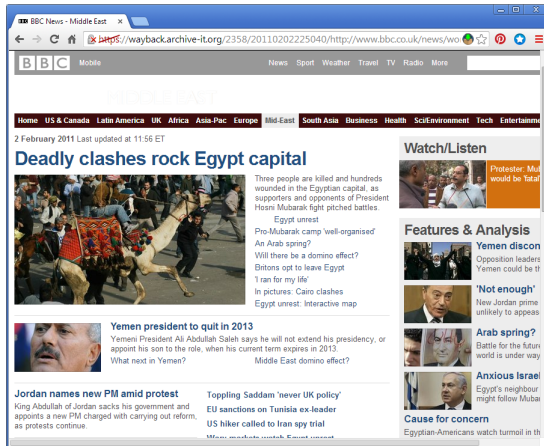 BBC News - Middle East
https://wayback.archive-it.org/2358/20110202225040/http://www.bbc.co.uk/news/wo
BBC Mobile News Sport Weather Travel TV Radio More
MIDDLE EAST
Home US & Canada Latin America UK Africa Asia-Pac Europe Mid-East South Asia Business Health Sci/Environment Tech Entertainme
2 February 2011 Last updated at 11:56 ET
Deadly clashes rock Egypt capital
Three people are killed and hundreds
wounded in the Egyptian capital, as
supporters and opponents of President
Hosni Mubarak fight pitched battles.
Egypt unrest
Pro-Mubarak camp 'well-organised'
An Arab spring?
Will there be a domino effect?
Britons opt to leave Egypt
'I ran for my life'
In pictures: Cairo clashes
Egypt unrest: Interactive map
Yemen president to quit in 2013
Yemeni President Ali Abdullah Saleh says he will not extend his presidency, or
appoint his son to the role, when his current term expires in 2013.
What next in Yemen? Middle East domino effect?
Jordan names new PM amid protest
King Abdullah of Jordan sacks his government and
appoints a new PM charged with carrying out reform,
as protests continue.
Toppling Saddam 'never UK policy'
EU sanctions on Tunisia ex-leader
US hiker called to Iran spy trial
Wary markets watch Egypt unrest
Watch/Listen
Protester: Mub
would be 'fatal'
Features & Analysis
Yemen discon
Opposition leaders
Yemen could be th
'Not enough'
New Jordan prime
unlikely to appeas
Arab spring?
Battle for the future
world is under way
Anxious Israel
Egypt's neighbour
might follow Mubar
Cause for concern
Egyptian-Americans watch turmoil in th